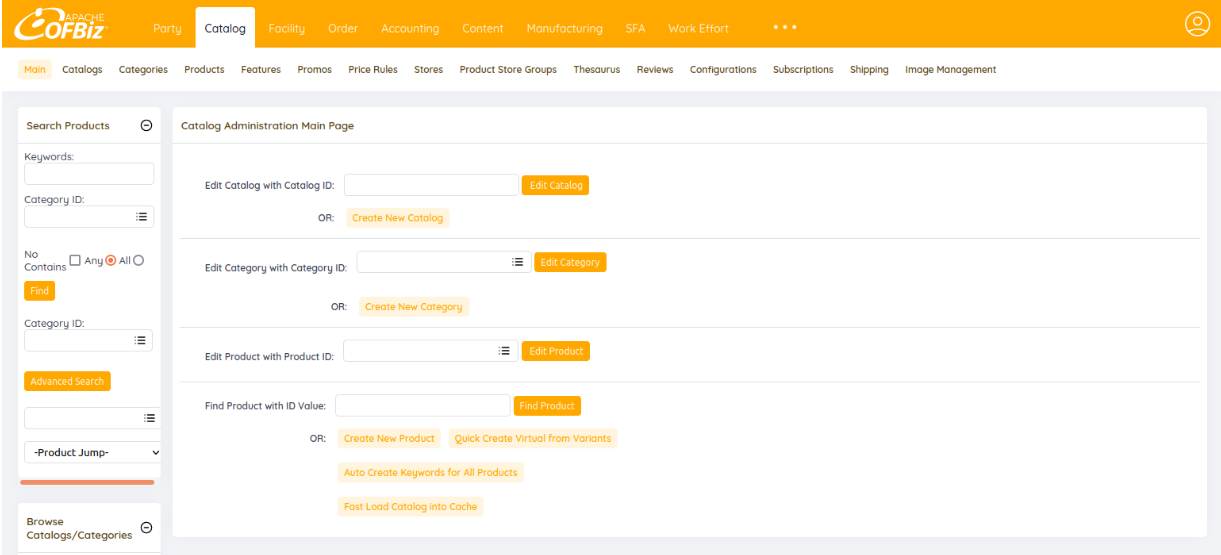 APACHE
OFBiz
Party Catalog Facility Order Accounting Content Manufacturing SFA Work Effort
Main Catalogs Categories Products Features Promos Price Rules Stores Product Store Groups Thesaurus Reviews Configurations Subscriptions Shipping Image Management
Search Products
Keywords:
Category ID:
No
Contains Any All
Find
Category ID:
Advanced Search
-Product Jump-
Browse
Catalogs/Categories
Catalog Administration Main Page
Edit Catalog with Catalog ID: Edit Catalog
OR: Create New Catalog
Edit Category with Category ID: Edit Category
OR: Create New Category
Edit Product with Product ID: Edit Product
Find Product with ID Value: Find Product
OR: Create New Product Quick Create Virtual from Variants
Auto Create Keywords for All Products
Fast Load Catalog into Cache